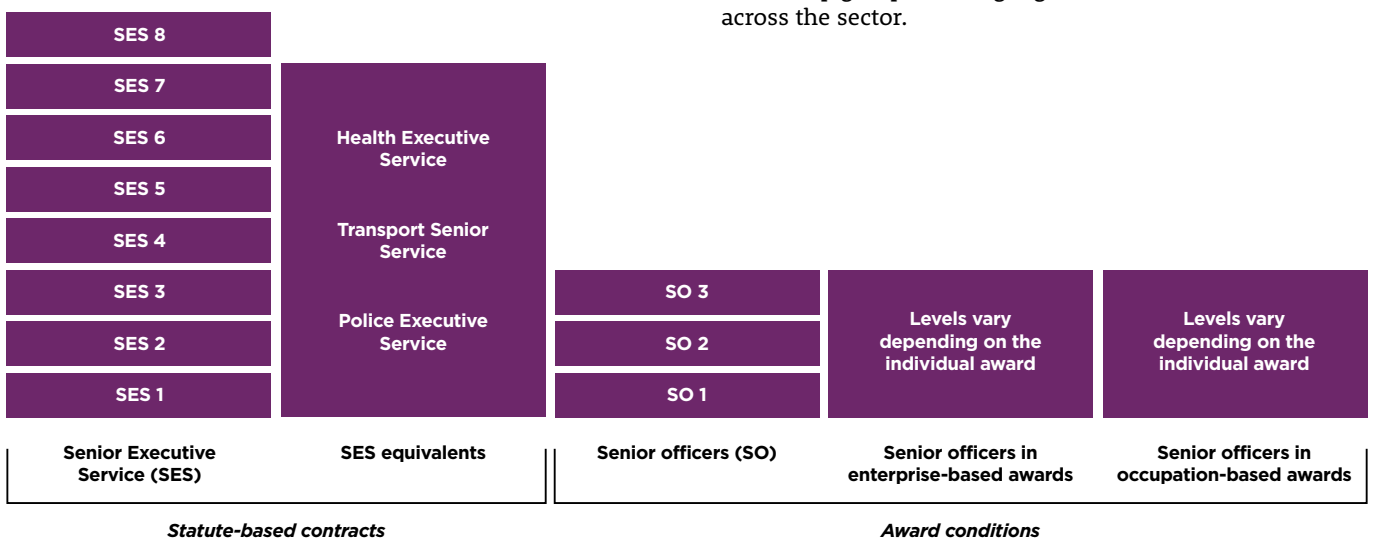 across the sector.
SES 8
SES 7
SES 6
SES 5
SES 4
SES 3
SES 2
SES 1
Health Executive
Service
Transport Senior
Service
Police Executive
Service
SO 3
SO 2
SO 1
Levels vary
depending on the
individual award
Levels vary
depending on the
individual award
Senior Executive
Service (SES)
SES equivalents
Senior officers (SO)
Senior officers in
enterprise-based awards
Senior officers in
occupation-based awards
Statute-based contracts
Award conditions